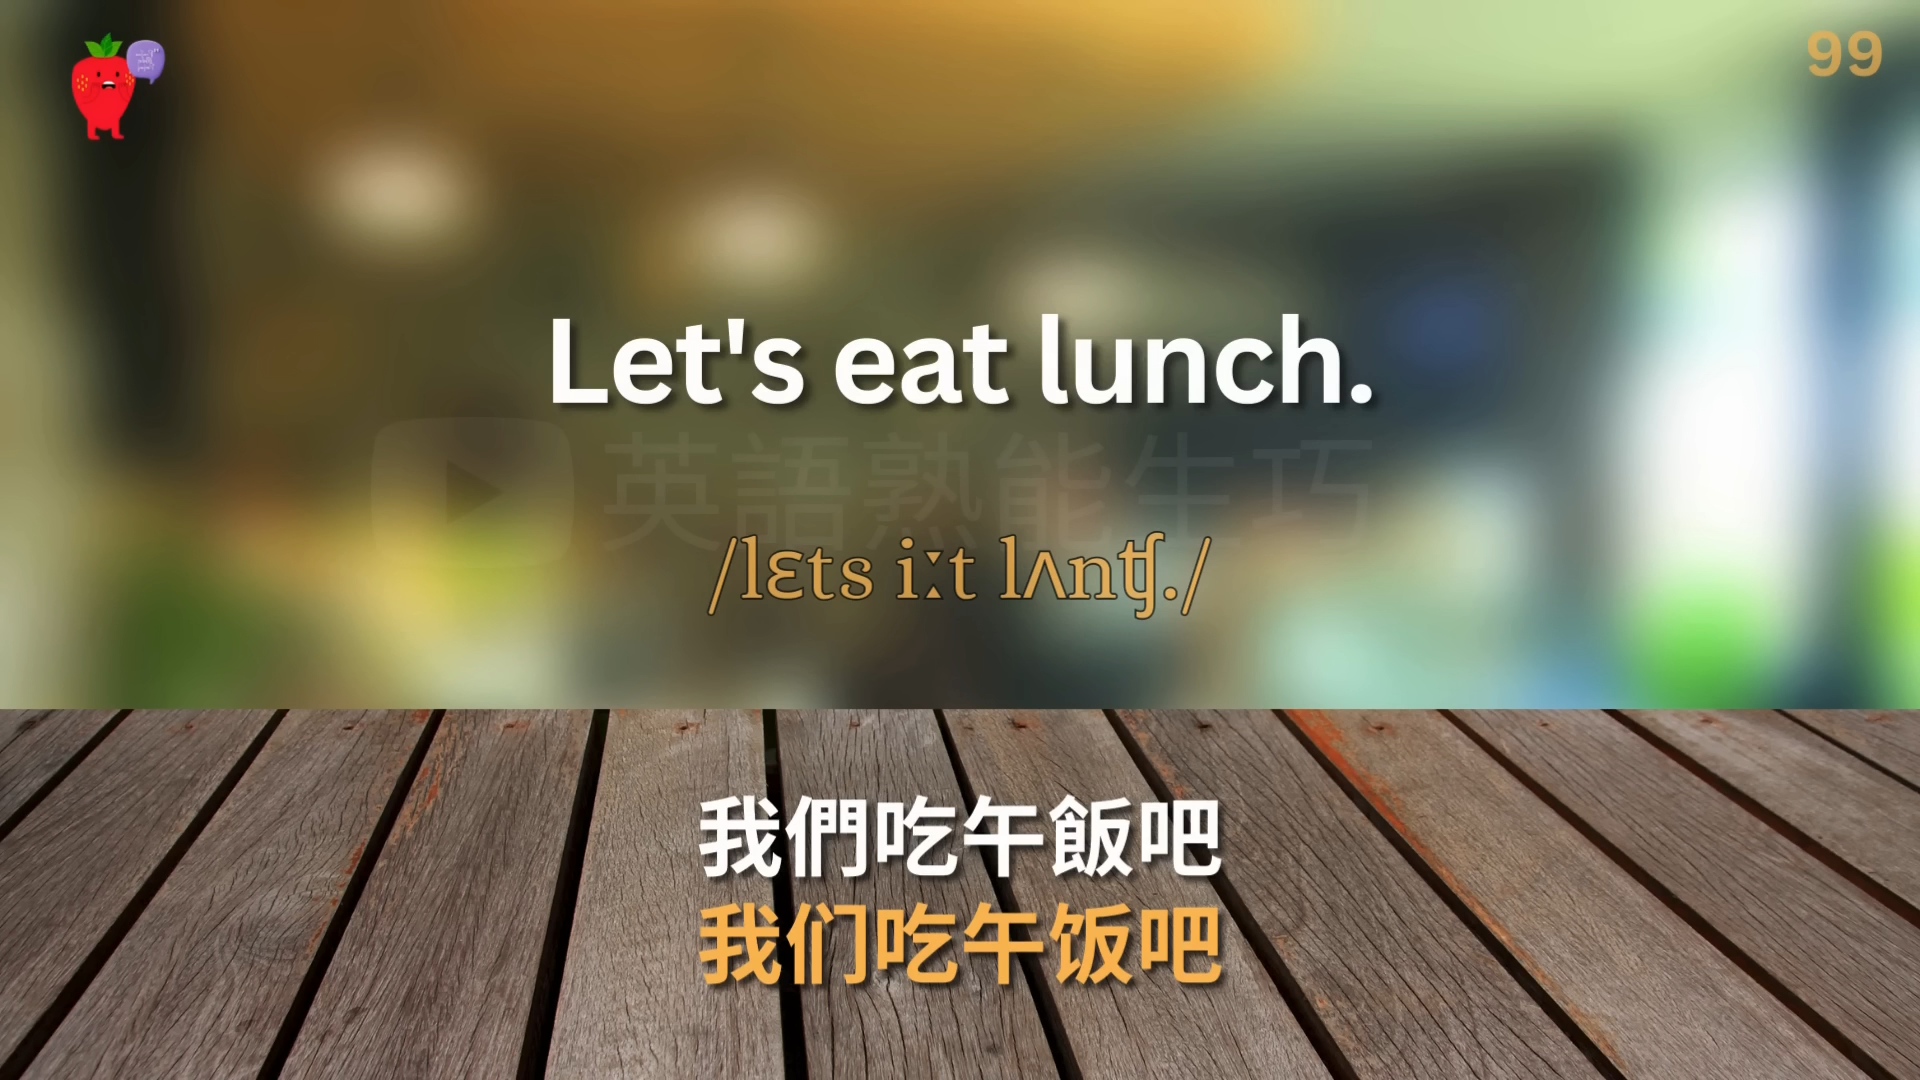 99
Let's eat lunch.
英語熟能生巧
/lɛts iːt lʌnʧ./
我們吃午飯吧
我们吃午饭吧